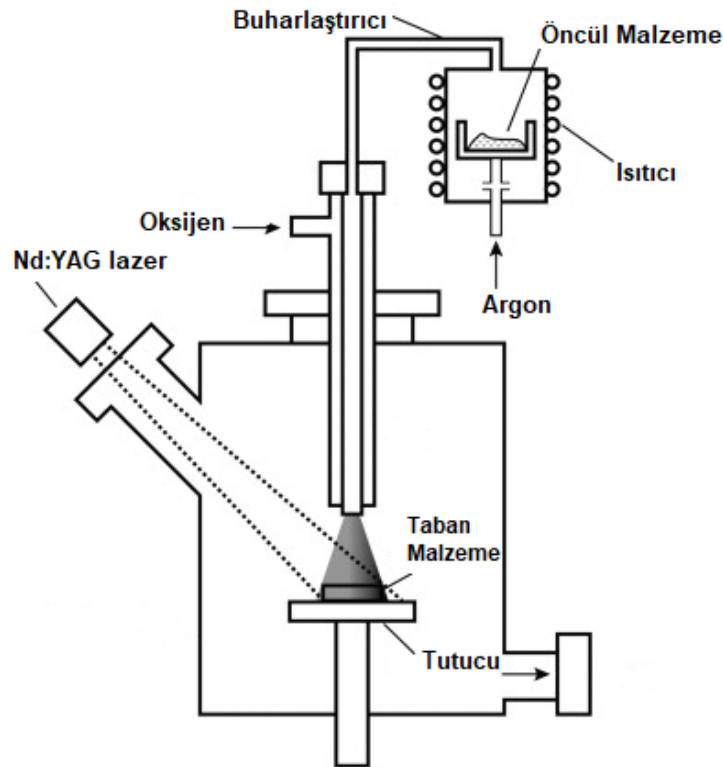 Buharlaştırıcı
Öncül Malzeme
Isıtıcı
Oksijen
Nd:YAG lazer
Argon
Taban
Malzeme
Tutucu